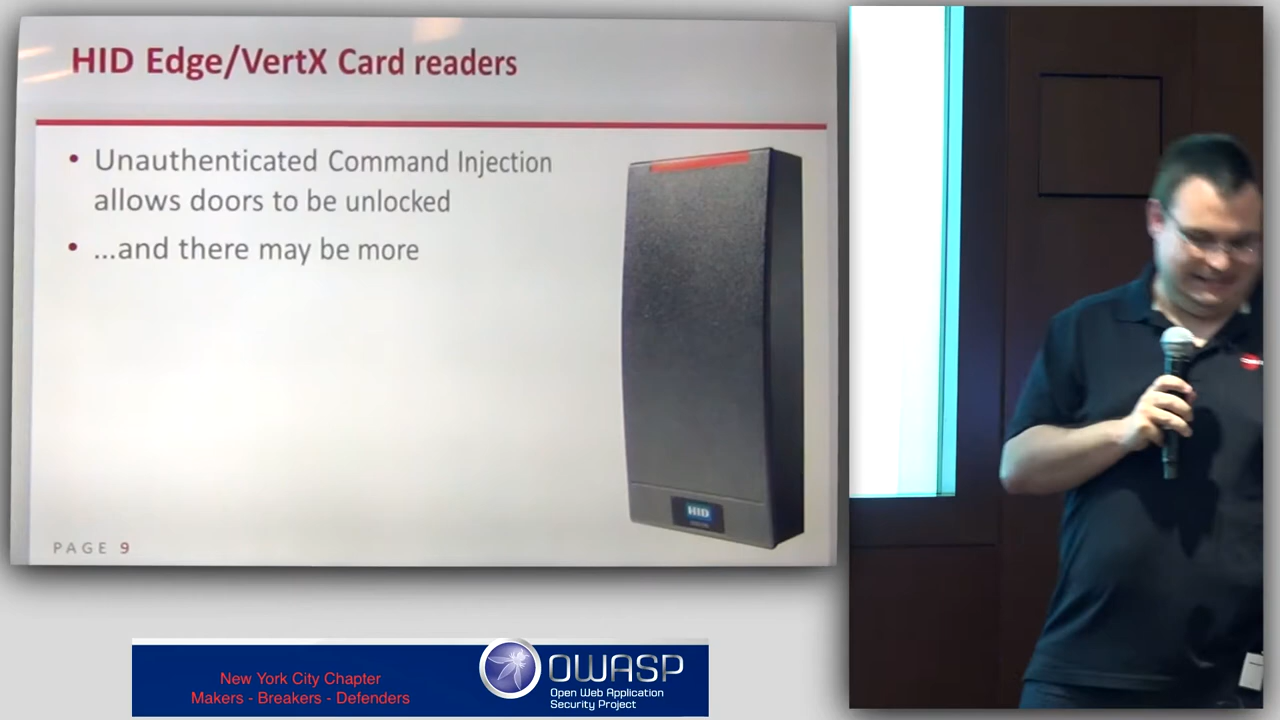 HID Edge/VertX Card readers
• Unauthenticated Command Injection
allows doors to be unlocked
• ...and there may be more
HID
PAGE 9
New York City Chapter
Makers - Breakers - Defenders
OWASP
Open Web Application
Security Project